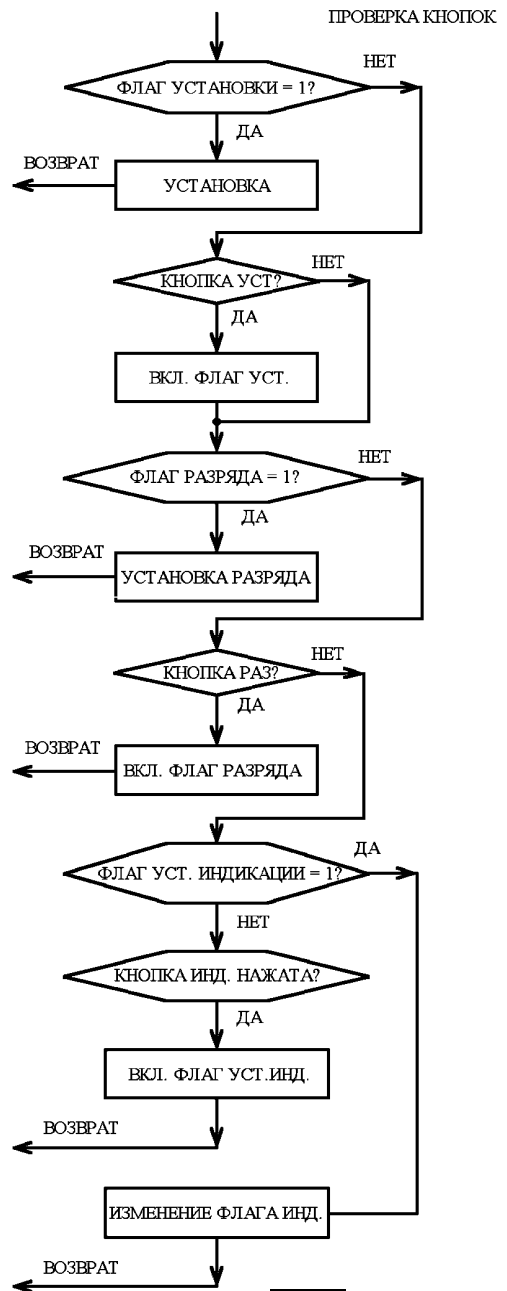 ПРОВЕРКА КНОПОК
НЕТ
ФЛАГ УСТАНОВКИ = 1?
ДА
ВОЗВРАТ
УСТАНОВКА
НЕТ
КНОПКА УСТ?
ДА
ВКЛ. ФЛАГ УСТ.
НЕТ
ФЛАГ РАЗРЯДА = 1?
ДА
ВОЗВРАТ
УСТАНОВКА РАЗРЯДА
НЕТ
КНОПКА РАЗ?
ДА
ВОЗВРАТ
ВКЛ. ФЛАГ РАЗРЯДА
ДА
ФЛАГ УСТ. ИНДИКАЦИИ = 1?
НЕТ
КНОПКА ИНД. НАЖАТА?
ДА
ВКЛ. ФЛАГ УСТ.ИНД.
ВОЗВРАТ
ИЗМЕНЕНИЕ ФЛАГА ИНД.
ВОЗВРАТ